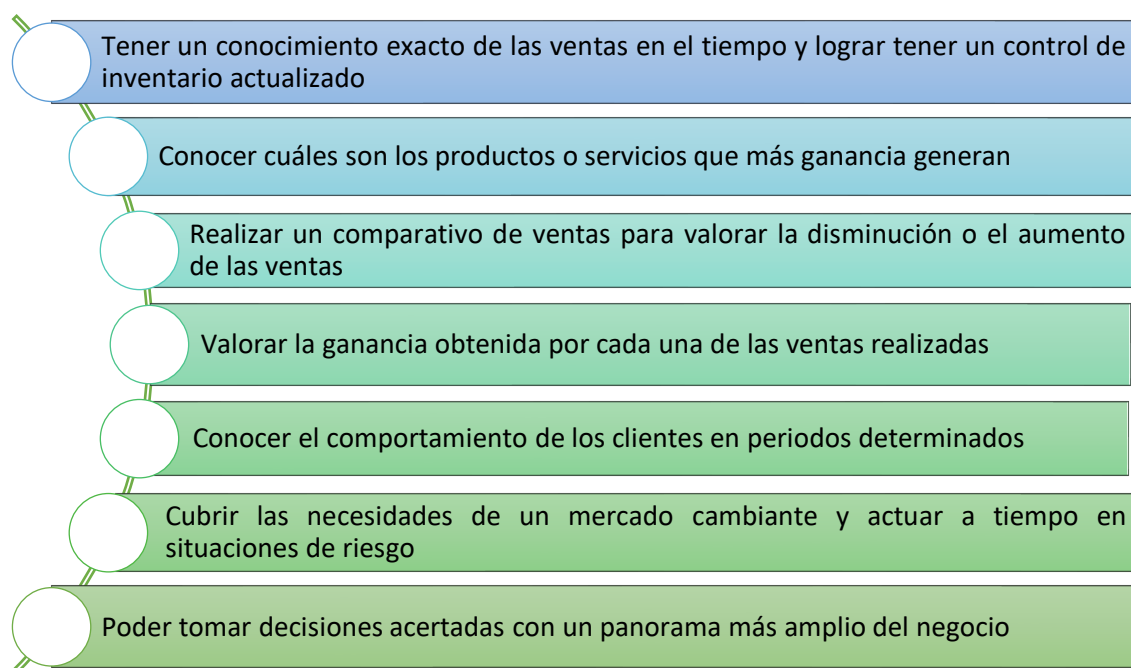 Tener un conocimiento exacto de las ventas en el tiempo y lograr tener un control de
inventario actualizado
Conocer cuáles son los productos o servicios que más ganancia generan
Realizar un comparativo de ventas para valorar la disminución o el aumento
de las ventas
Valorar la ganancia obtenida por cada una de las ventas realizadas
Conocer el comportamiento de los clientes en periodos determinados
Cubrir las necesidades de un mercado cambiante y actuar a tiempo en
situaciones de riesgo
Poder tomar decisiones acertadas con un panorama más amplio del negocio